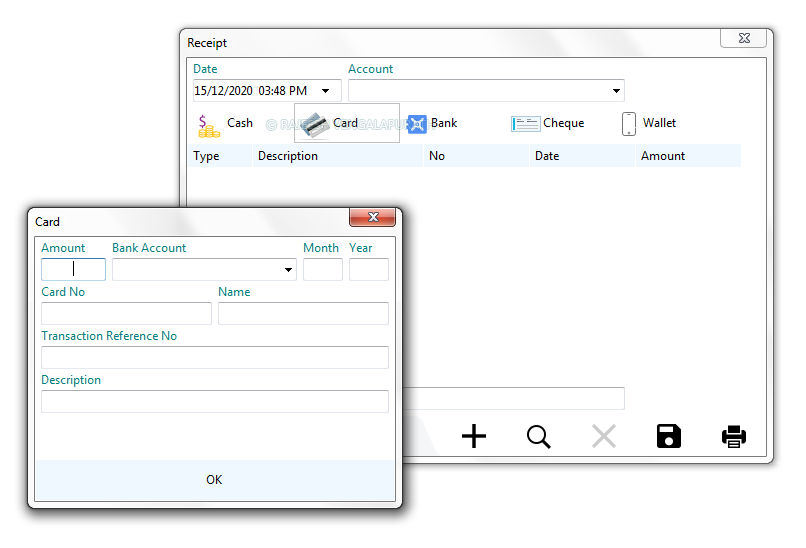 Receipt
Date Account
15/12/2020 03:48 PM
Cash Card Bank Cheque Wallet
Type Description No Date Amount
Card
Amount Bank Account Month Year
Card No Name
Transaction Reference No
Description
OK